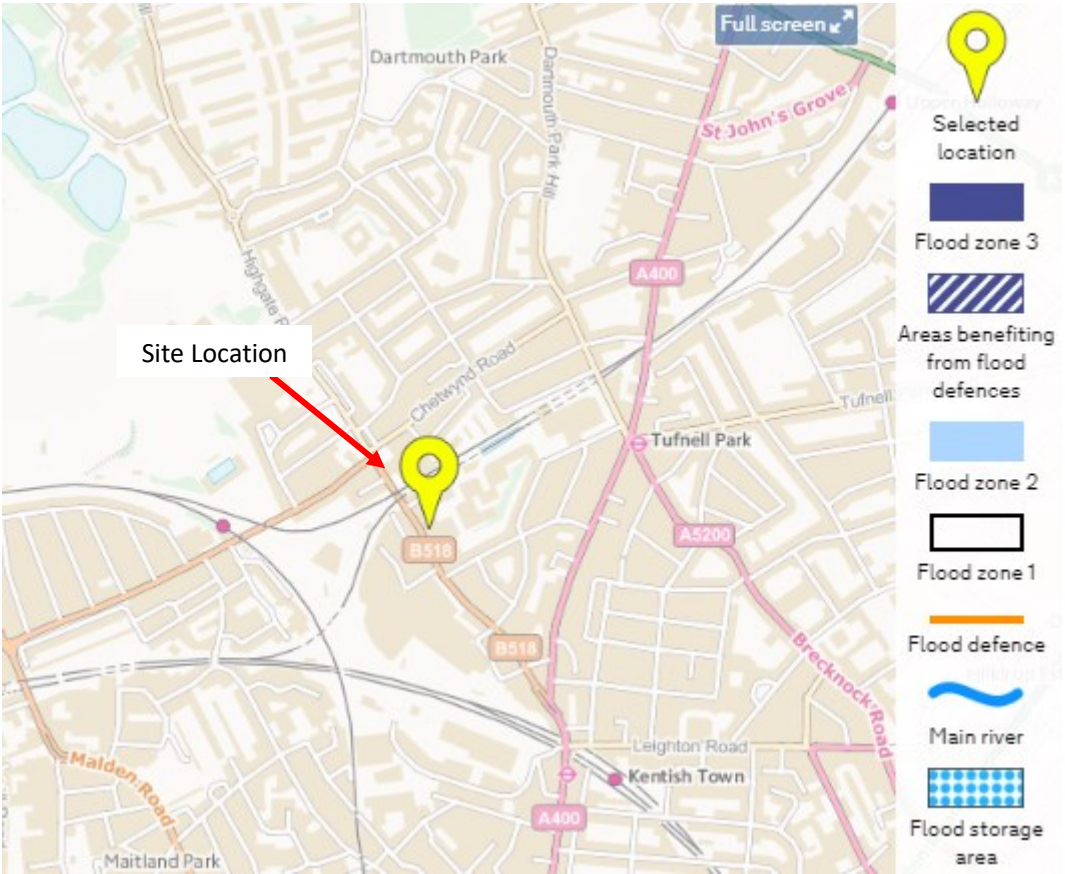 Full screen
Dartmouth Park
Dartmouth Park Hill
St John's Grove
Upper Holloway
Highgate R
A400
Site Location
Chetwynd Road
Tufnell
Tufnell Park
A5200
B518
B518
Brecknock Road
Leighton Road
Kentish Town
Malden Road
A400
Maitland Park
Selected
location
Flood zone 3
Areas benefiting
from flood
defences
Flood zone 2
Flood zone 1
Flood defence
Main river
Flood storage
area